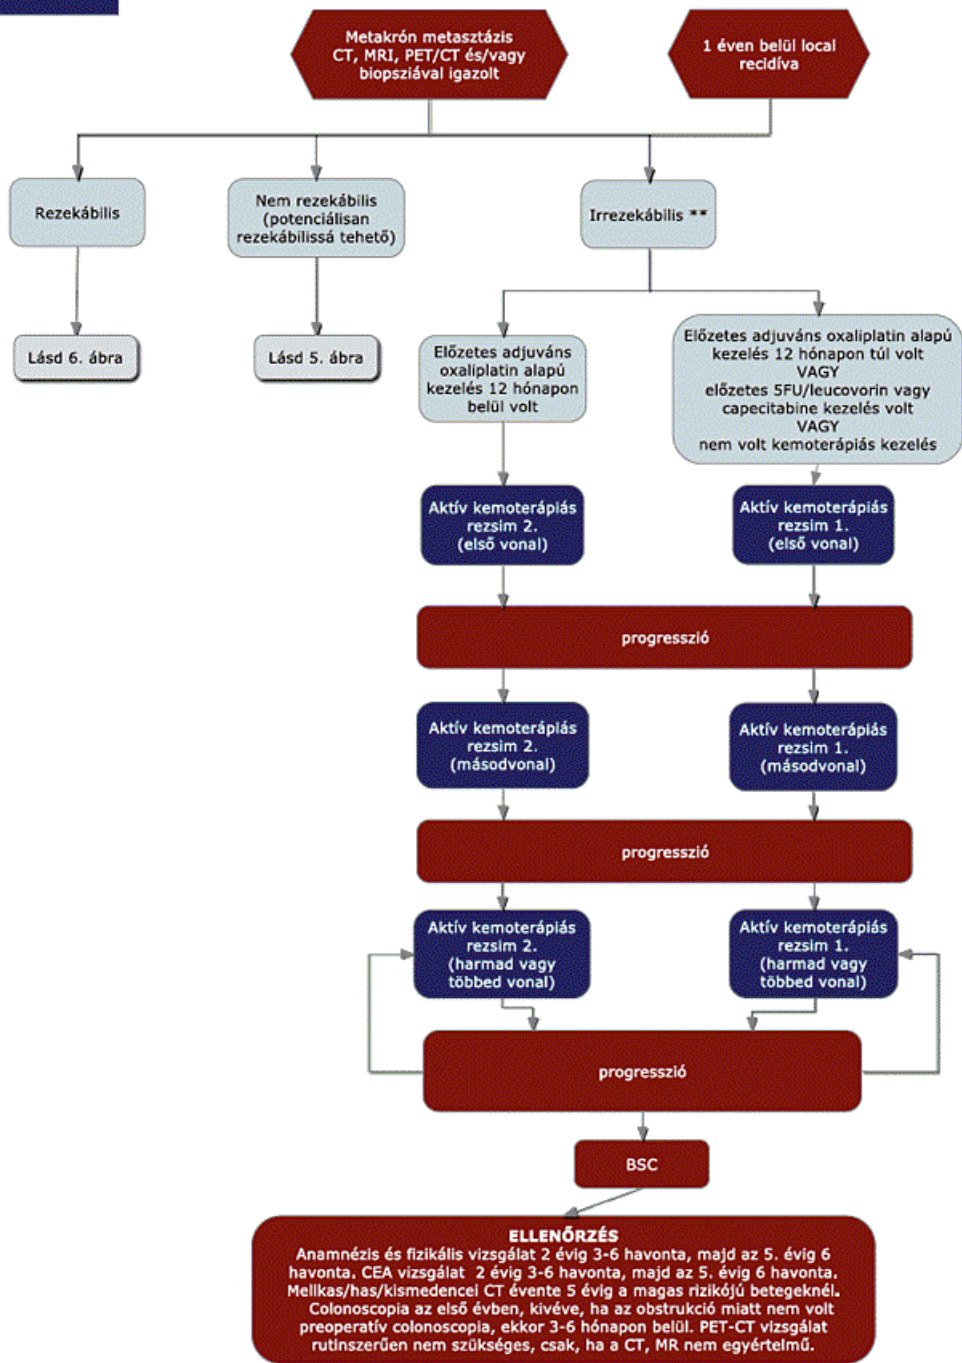 Metakrón metasztázis
CT, MRI, PET/CT és/vagy
biopsziával igazolt
1 éven belül local
recidíva
Rezekábilis
Nem rezekábilis
(potenciálisan
rezekábilissá tehető)
Irrezekábilis **
Lásd 6. ábra
Lásd 5. ábra
Előzetes adjuváns
oxaliplatin alapú
kezelés 12 hónapon
belül volt
Előzetes adjuváns oxaliplatin alapú
kezelés 12 hónapon túl volt
VAGY
előzetes 5FU/leucovorin vagy
capecitabine kezelés volt
VAGY
nem volt kemoterápiás kezelés
Aktív kemoterápiás
rezsim 2.
(első vonal)
Aktív kemoterápiás
rezsim 1.
(első vonal)
progresszió
Aktív kemoterápiás
rezsim 2.
(másodvonal)
Aktív kemoterápiás
rezsim 1.
(másodvonal)
progresszió
Aktív kemoterápiás
rezsim 2.
(harmad vagy
többed vonal)
Aktív kemoterápiás
rezsim 1.
(harmad vagy
többed vonal)
progresszió
BSC
ELLENŐRZÉS
Anamnézis és fizikális vizsgálat 2 évig 3-6 havonta, majd az 5. évig 6
havonta. CEA vizsgálat 2 évig 3-6 havonta, majd az 5. évig 6 havonta.
Mellkas/has/kismedencei CT évente 5 évig a magas rizikójú betegeknél.
Colonoscopia az első évben, kivéve, ha az obstrukció miatt nem volt
preoperatív colonoscopia, ekkor 3-6 hónapon belül. PET-CT vizsgálat
rutinszerűen nem szükséges, csak, ha a CT, MR nem egyértelmű.